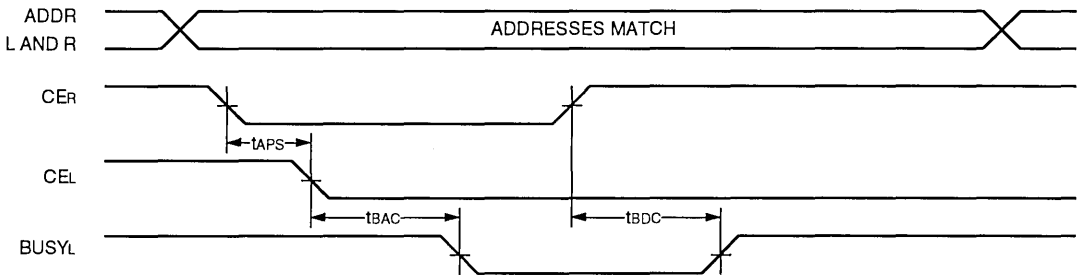 ADDR
L AND R
ADDRESSES MATCH
CER
tAPS
CEL
tBAC
tBDC
BUSYL